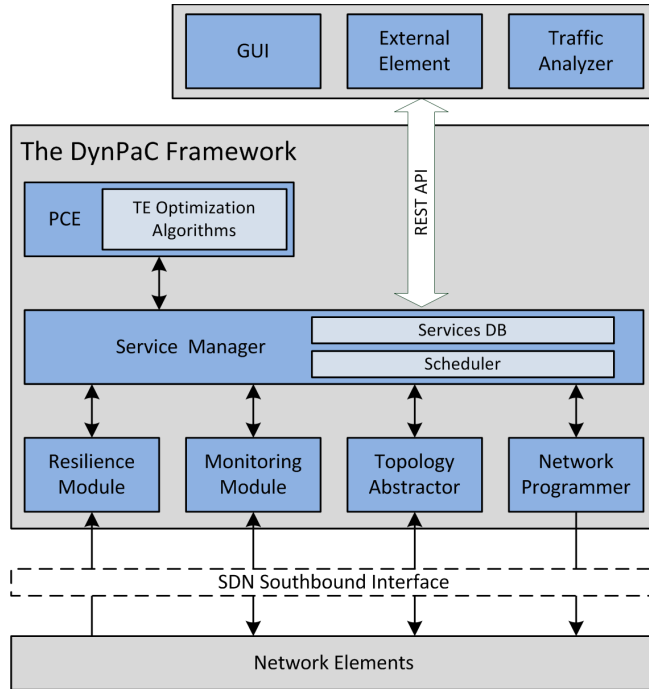 GUI
External
Element
Traffic
Analyzer
The DynPaC Framework
REST API
PCE
TE Optimization
Algorithms
Service Manager
Services DB
Scheduler
Resilience
Module
Monitoring
Module
Topology
Abstractor
Network
Programmer
SDN Southbound Interface
Network Elements